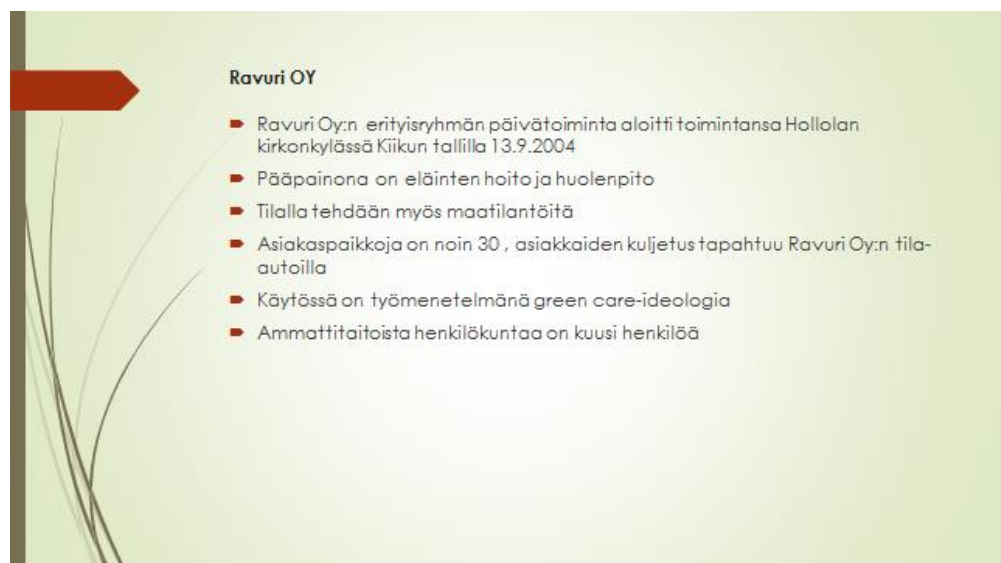 Ravuri OY
Ravuri Oy:n erityisryhmän päivätoiminta aloitti toimintansa Hollolan
kirkonkylässä Kiikun tallilla 13.9.2004
Pääpainona on eläinten hoito ja huolenpito
Tilalla tehdään myös maatilantöitä
Asiakaspaikkoja on noin 30 , asiakkaiden kuljetus tapahtuu Ravuri Oy:n tila-
autoilla
Käytössä on työmenetelmänä green care-ideologia
Ammattitaitoista henkilökuntaa on kuusi henkilöä